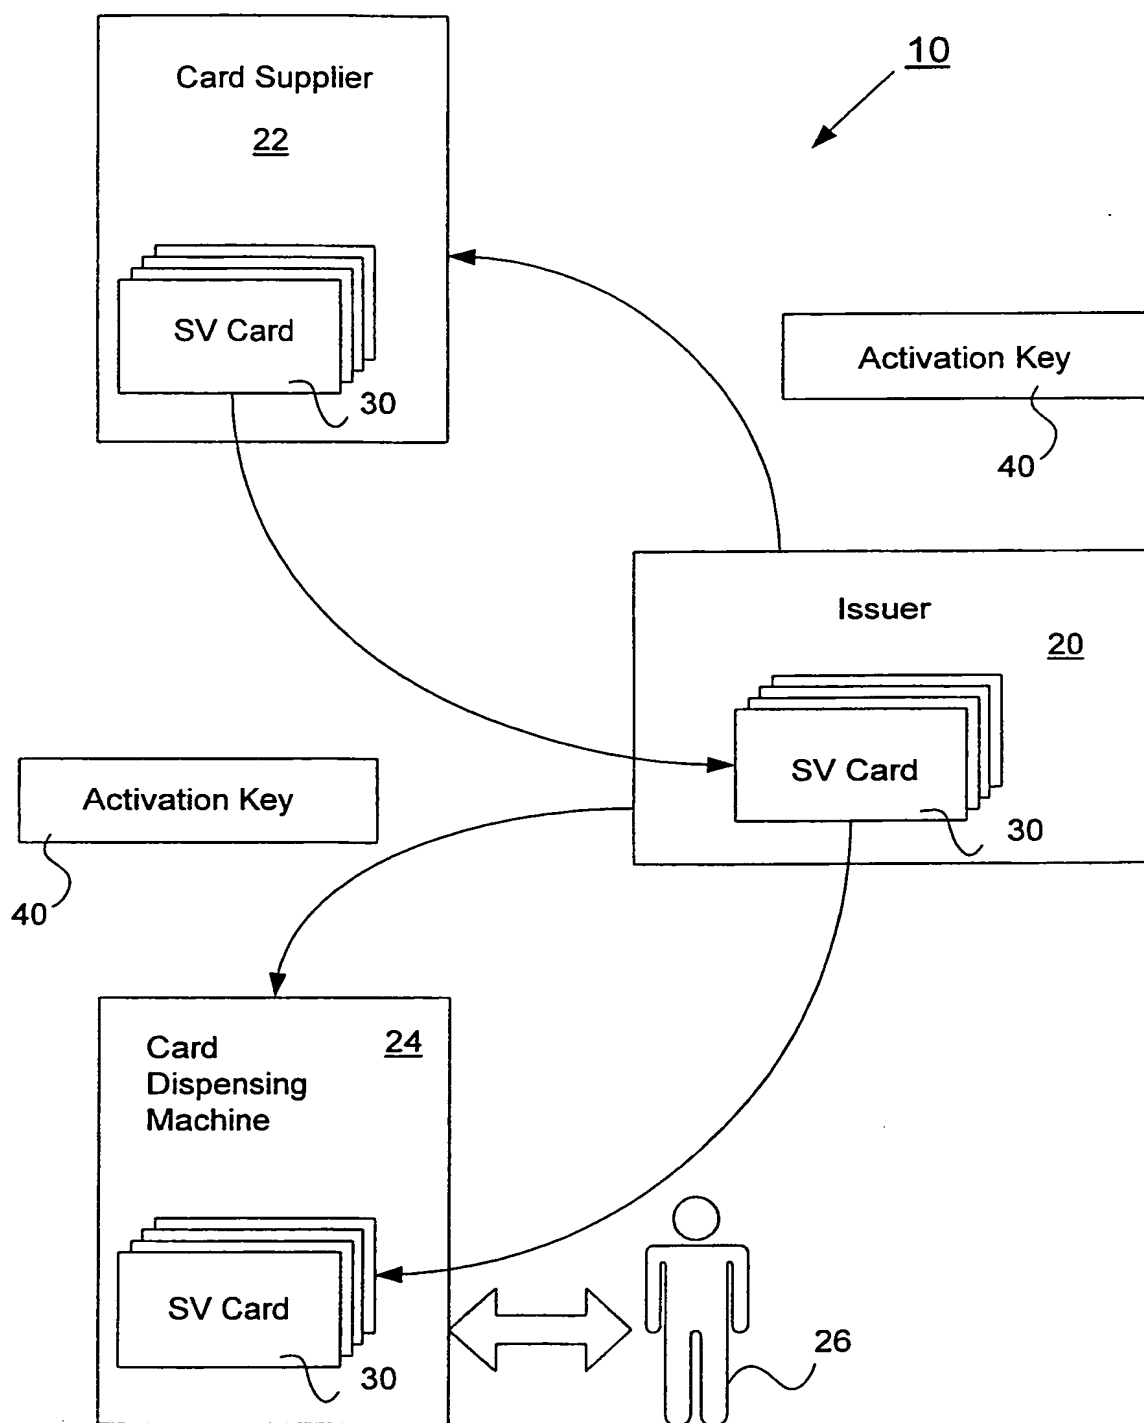 10
Card Supplier
22
SV Card
30
Activation Key
40
Issuer
20
SV Card
30
Activation Key
40
Card
Dispensing
Machine
24
SV Card
30
26